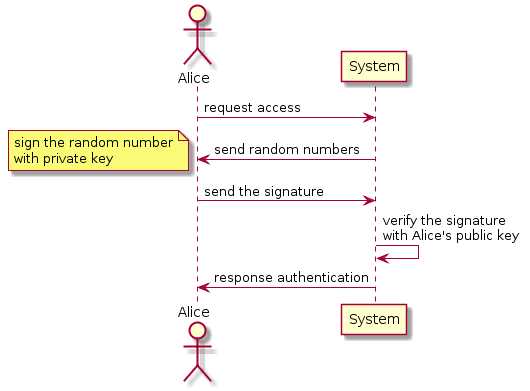 Alice
System
request access
send random numbers
sign the random number
with private key
send the signature
verify the signature
with Alice's public key
response authentication
Alice
System